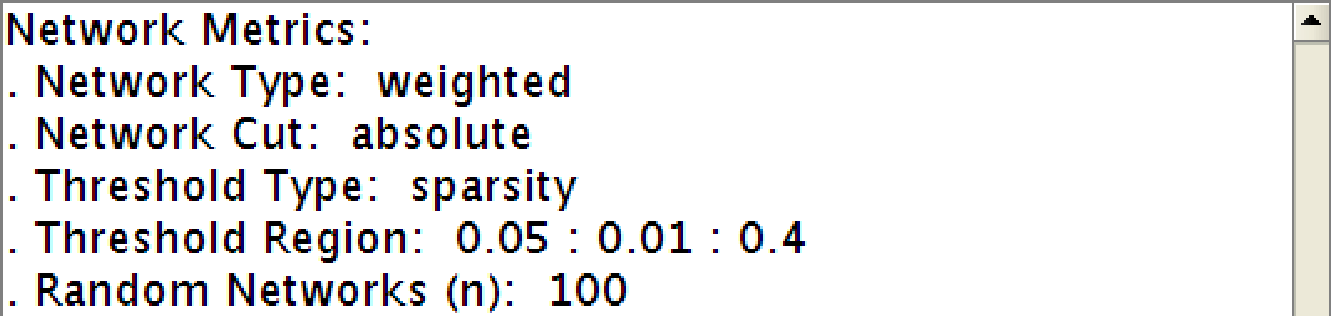 Network Metrics:
. Network Type:  weighted
. Network Cut:  absolute
. Threshold Type:  sparsity
. Threshold Region:  0.05 : 0.01 : 0.4
. Random Networks (n):  100